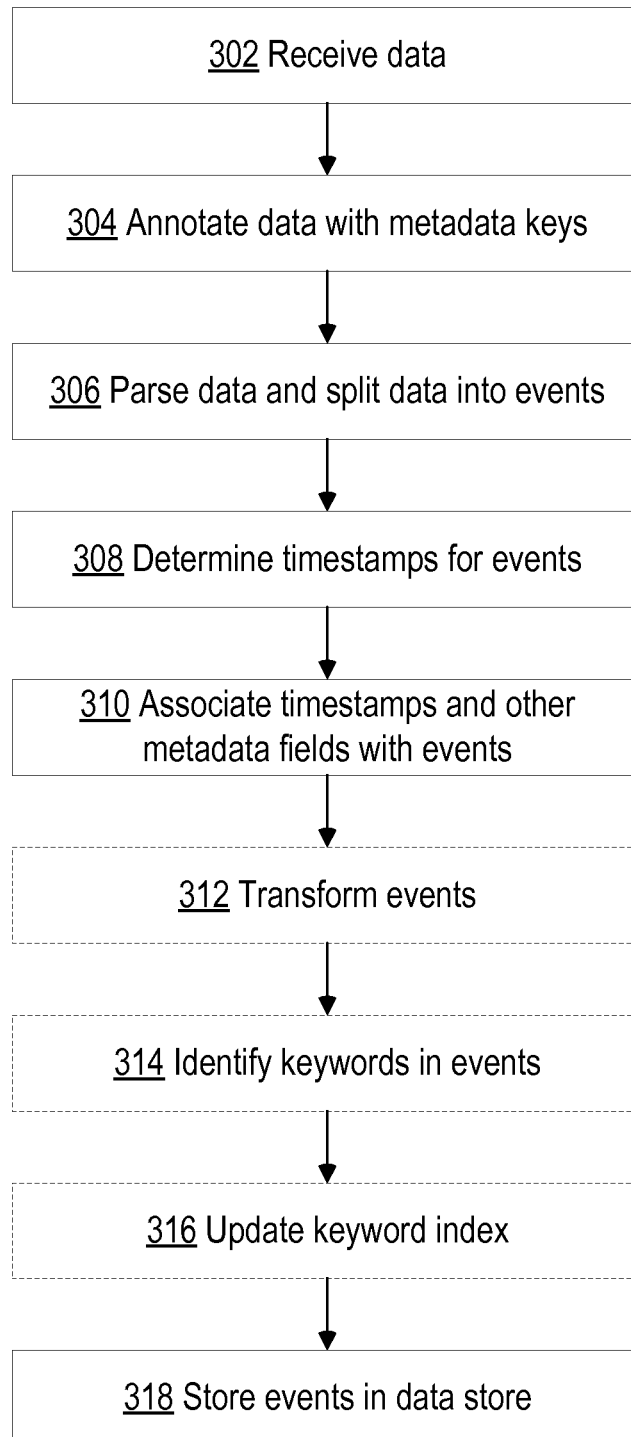 302 Receive data
304 Annotate data with metadata keys
306 Parse data and split data into events
308 Determine timestamps for events
310 Associate timestamps and other
metadata fields with events
312 Transform events
314 Identify keywords in events
316 Update keyword index
318 Store events in data store